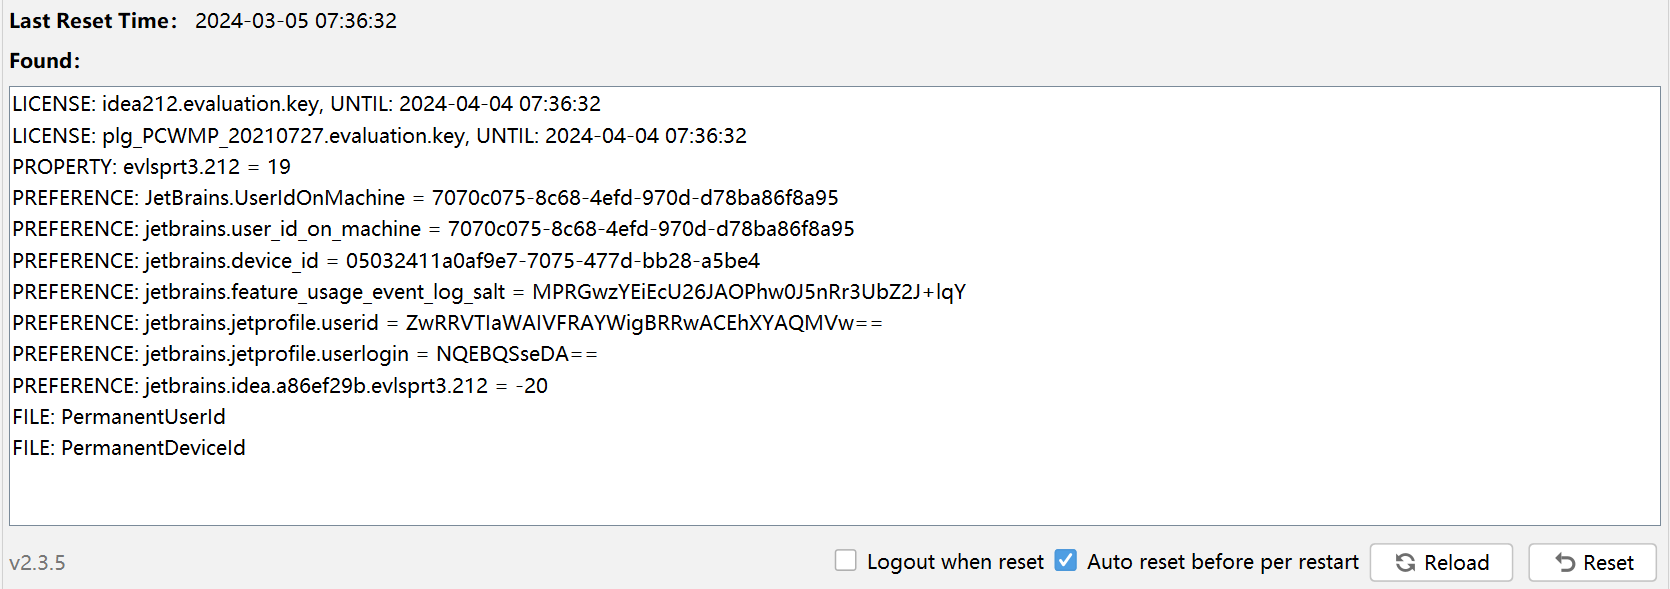 Last Reset Time: 2024-03-05 07:36:32
Found:
LICENSE: idea212.evaluation.key, UNTIL: 2024-04-04 07:36:32
LICENSE: plg_PCWMP_20210727.evaluation.key, UNTIL: 2024-04-04 07:36:32
PROPERTY: evlsprt3.212 = 19
PREFERENCE: JetBrains.UserIdOnMachine = 7070c075-8c68-4efd-970d-d78ba86f8a95
PREFERENCE: jetbrains.user_id_on_machine = 7070c075-8c68-4efd-970d-d78ba86f8a95
PREFERENCE: jetbrains.device_id = 05032411a0af9e7-7075-477d-bb28-a5be4
PREFERENCE: jetbrains.feature_usage_event_log_salt = MPRGwzYEiEcU26JAOPhw0J5nRr3UbZ2J+lqY
PREFERENCE: jetbrains.jetprofile.userid = ZwRRVTIaWAIVFRAYWigBRRwACEhXYAQMVw==
PREFERENCE: jetbrains.jetprofile.userlogin = NQEBQSseDA==
PREFERENCE: jetbrains.idea.a86ef29b.evlsprt3.212 = -20
FILE: PermanentUserId
FILE: PermanentDeviceId
v2.3.5 Logout when reset Auto reset before per restart Reload Reset